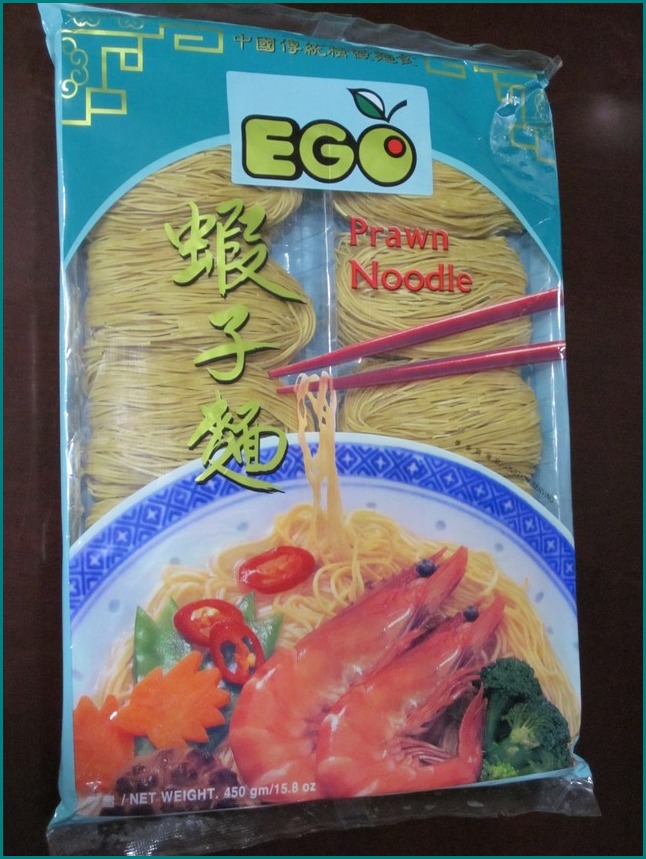 中國傳統精緻麵食
EGO
蝦子麵
Prawn
Noodle
/ NET WEIGHT. 450 gm/15.8 oz